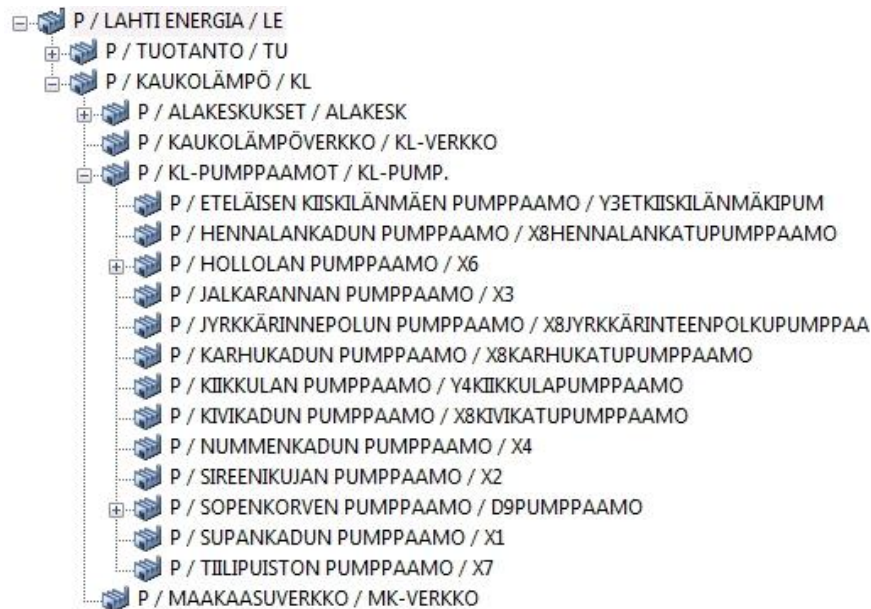 P / LAHTI ENERGIA / LE
P / TUOTANTO / TU
P / KAUKOLÄMPÖ / KL
P / ALAKESKUKSET / ALAKESK
P / KAUKOLÄMPÖVERKKO / KL-VERKKO
P / KL-PUMPPAAMOT / KL-PUMP.
P / ETELÄISEN KIISKILÄNMÄEN PUMPPAAMO / Y3ETKIISKILÄNMÄKIPUM
P / HENNALANKADUN PUMPPAAMO / X8HENNALANKATUPUMPPAAMO
P / HOLLOLAN PUMPPAAMO / X6
P / JALKARANNAN PUMPPAAMO / X3
P / JYRKKÄRINNEPOLUN PUMPPAAMO / X8JYRKKÄRINTEENPOLKUPUMPPAA
P / KARHUKADUN PUMPPAAMO / X8KARHUKATUPUMPPAAMO
P / KIIKKULAN PUMPPAAMO / Y4KIIKKULAPUMPPAAMO
P / KIVIKADUN PUMPPAAMO / X8KIVIKATUPUMPPAAMO
P / NUMMENKADUN PUMPPAAMO / X4
P / SIREENIKUJAN PUMPPAAMO / X2
P / SOPENKORVEN PUMPPAAMO / D9PUMPPAAMO
P / SUPANKADUN PUMPPAAMO / X1
P / TIILIPUISTON PUMPPAAMO / X7
P / MAAKAASUVERKKO / MK-VERKKO